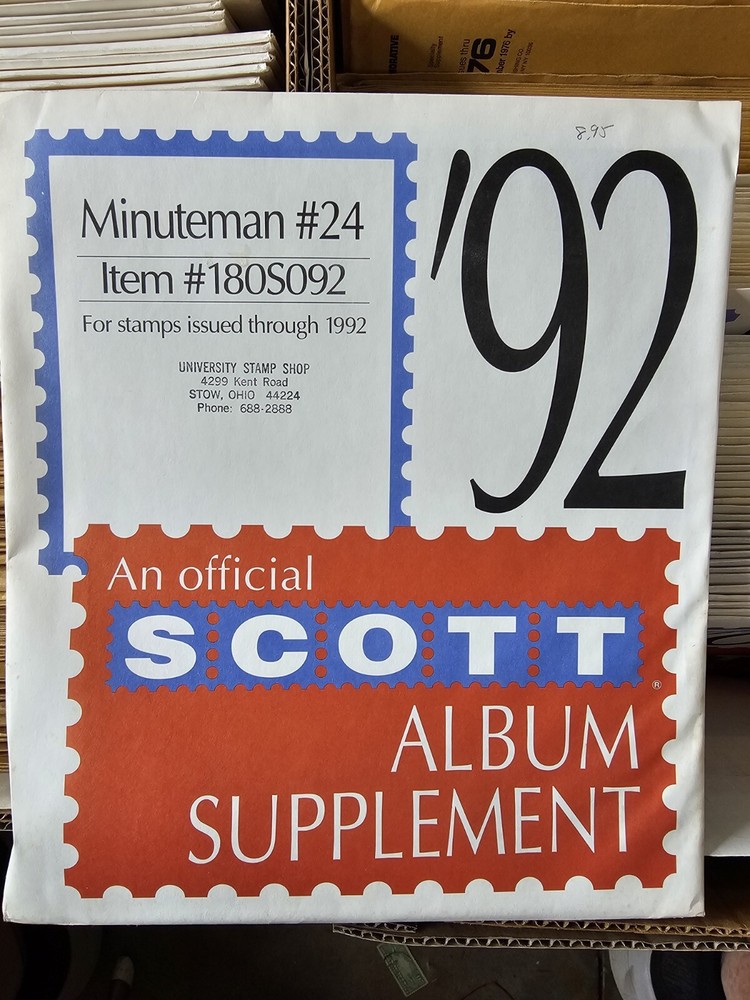 76
8.95
'92
Minuteman #24
Item #180S092
For stamps issued through 1992
UNIVERSITY STAMP SHOP
4299 Kent Road
STOW, OHIO 44224
Phone: 688-2888
An official
SCOTT®
ALBUM
SUPPLEMENT